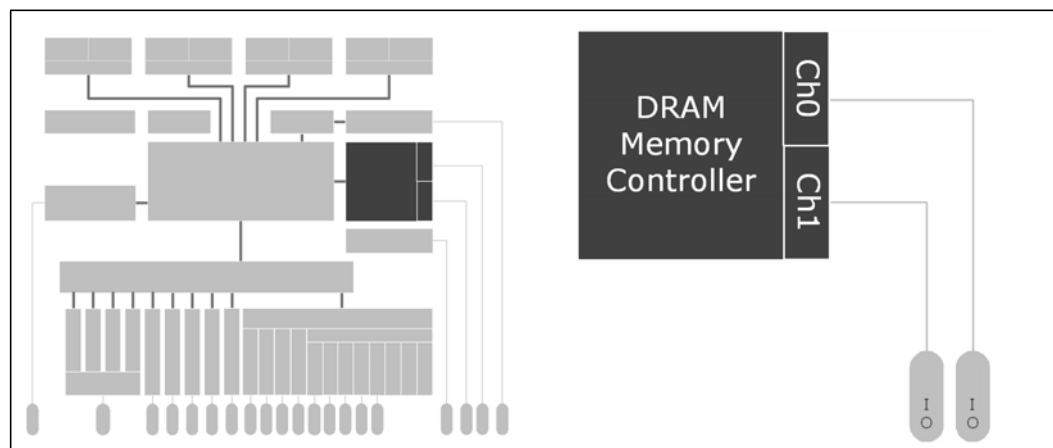 DRAM
Memory
Controller
Ch0
Ch1
I
O
I
O